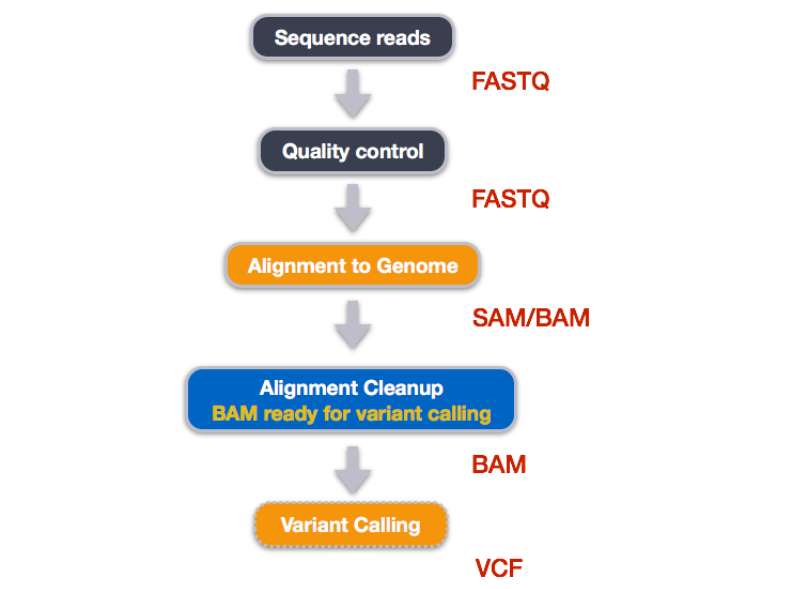 Sequence reads
FASTQ
Quality control
FASTQ
Alignment to Genome
SAM/BAM
Alignment Cleanup
BAM ready for variant calling
BAM
Variant Calling
VCF